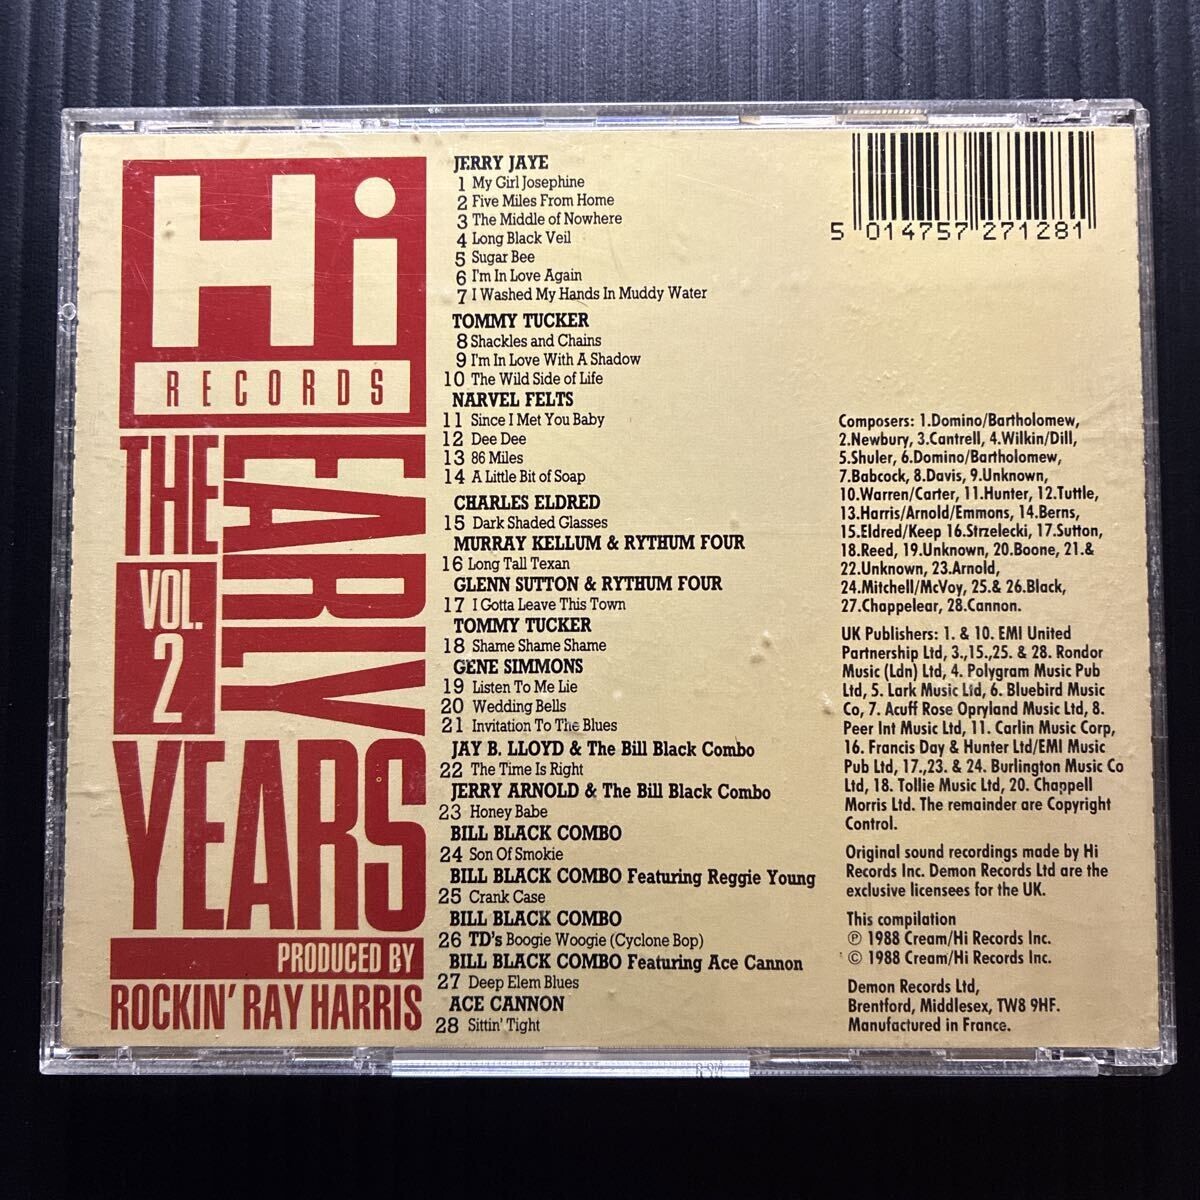 Hi
RECORDS
THE
EARLY
VOL.
2
YEARS
PRODUCED BY
ROCKIN' RAY HARRIS
JERRY JAYE
1 My Girl Josephine
2 Five Miles From Home
3 The Middle of Nowhere
4 Long Black Veil
5 Sugar Bee
6 I'm In Love Again
7 I Washed My Hands In Muddy Water
TOMMY TUCKER
8 Shackles and Chains
9 I'm In Love With A Shadow
10 The Wild Side of Life
NARVEL FELTS
11 Since I Met You Baby
12 Dee Dee
13 86 Miles
14 A Little Bit of Soap
CHARLES ELDRED
15 Dark Shaded Glasses
MURRAY KELLUM & RYTHUM FOUR
16 Long Tall Texan
GLENN SUTTON & RYTHUM FOUR
17 I Gotta Leave This Town
TOMMY TUCKER
18 Shame Shame Shame
GENE SIMMONS
19 Listen To Me Lie
20 Wedding Bells
21 Invitation To The Blues
JAY B. LLOYD & The Bill Black Combo
22 The Time Is Right
JERRY ARNOLD & The Bill Black Combo
23 Honey Babe
BILL BLACK COMBO
24 Son Of Smokie
BILL BLACK COMBO Featuring Reggie Young
25 Crank Case
BILL BLACK COMBO
26 TD's Boogie Woogie (Cyclone Bop)
BILL BLACK COMBO Featuring Ace Cannon
27 Deep Elem Blues
ACE CANNON
28 Sittin' Tight
5 014757 271281
Composers: 1.Domino/Bartholomew,
2.Newbury, 3.Cantrell, 4.Wilkin/Dill,
5.Shuler, 6.Domino/Bartholomew,
7.Babcock, 8.Davis, 9.Unknown,
10.Warren/Carter, 11.Hunter, 12.Tuttle,
13.Harris/Arnold/Emmons, 14.Berns,
15.Eldred/Keep 16.Strzelecki, 17.Sutton,
18.Reed, 19.Unknown, 20.Boone, 21.&
22.Unknown, 23.Arnold,
24.Mitchell/McVoy, 25.& 26.Black,
27.Chappelear, 28.Cannon.
UK Publishers: 1. & 10. EMI United
Partnership Ltd, 3.,15.,25. & 28. Rondor
Music (Ldn) Ltd, 4. Polygram Music Pub
Ltd, 5. Lark Music Ltd, 6. Bluebird Music
Co, 7. Acuff Rose Opryland Music Ltd, 8.
Peer Int Music Ltd, 11. Carlin Music Corp,
16. Francis Day & Hunter Ltd/EMI Music
Pub Ltd, 17.,23. & 24. Burlington Music Co
Ltd, 18. Tollie Music Ltd, 20. Chappell
Morris Ltd. The remainder are Copyright
Control.
Original sound recordings made by Hi
Records Inc. Demon Records Ltd are the
exclusive licensees for the UK.
This compilation
℗ 1988 Cream/Hi Records Inc.
© 1988 Cream/Hi Records Inc.
Demon Records Ltd,
Brentford, Middlesex, TW8 9HF.
Manufactured in France.